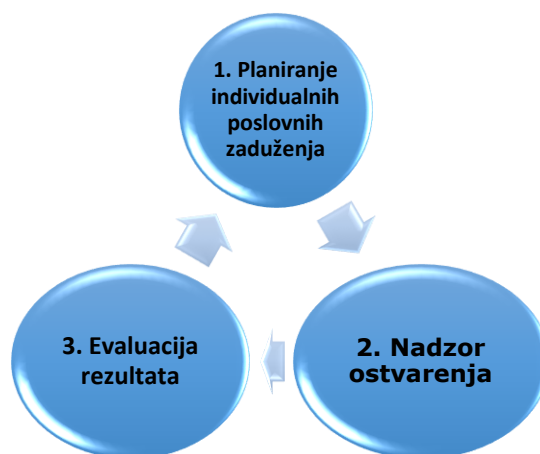 1. Planiranje
individualnih
poslovnih
zaduženja
3. Evaluacija
rezultata
2. Nadzor
ostvarenja